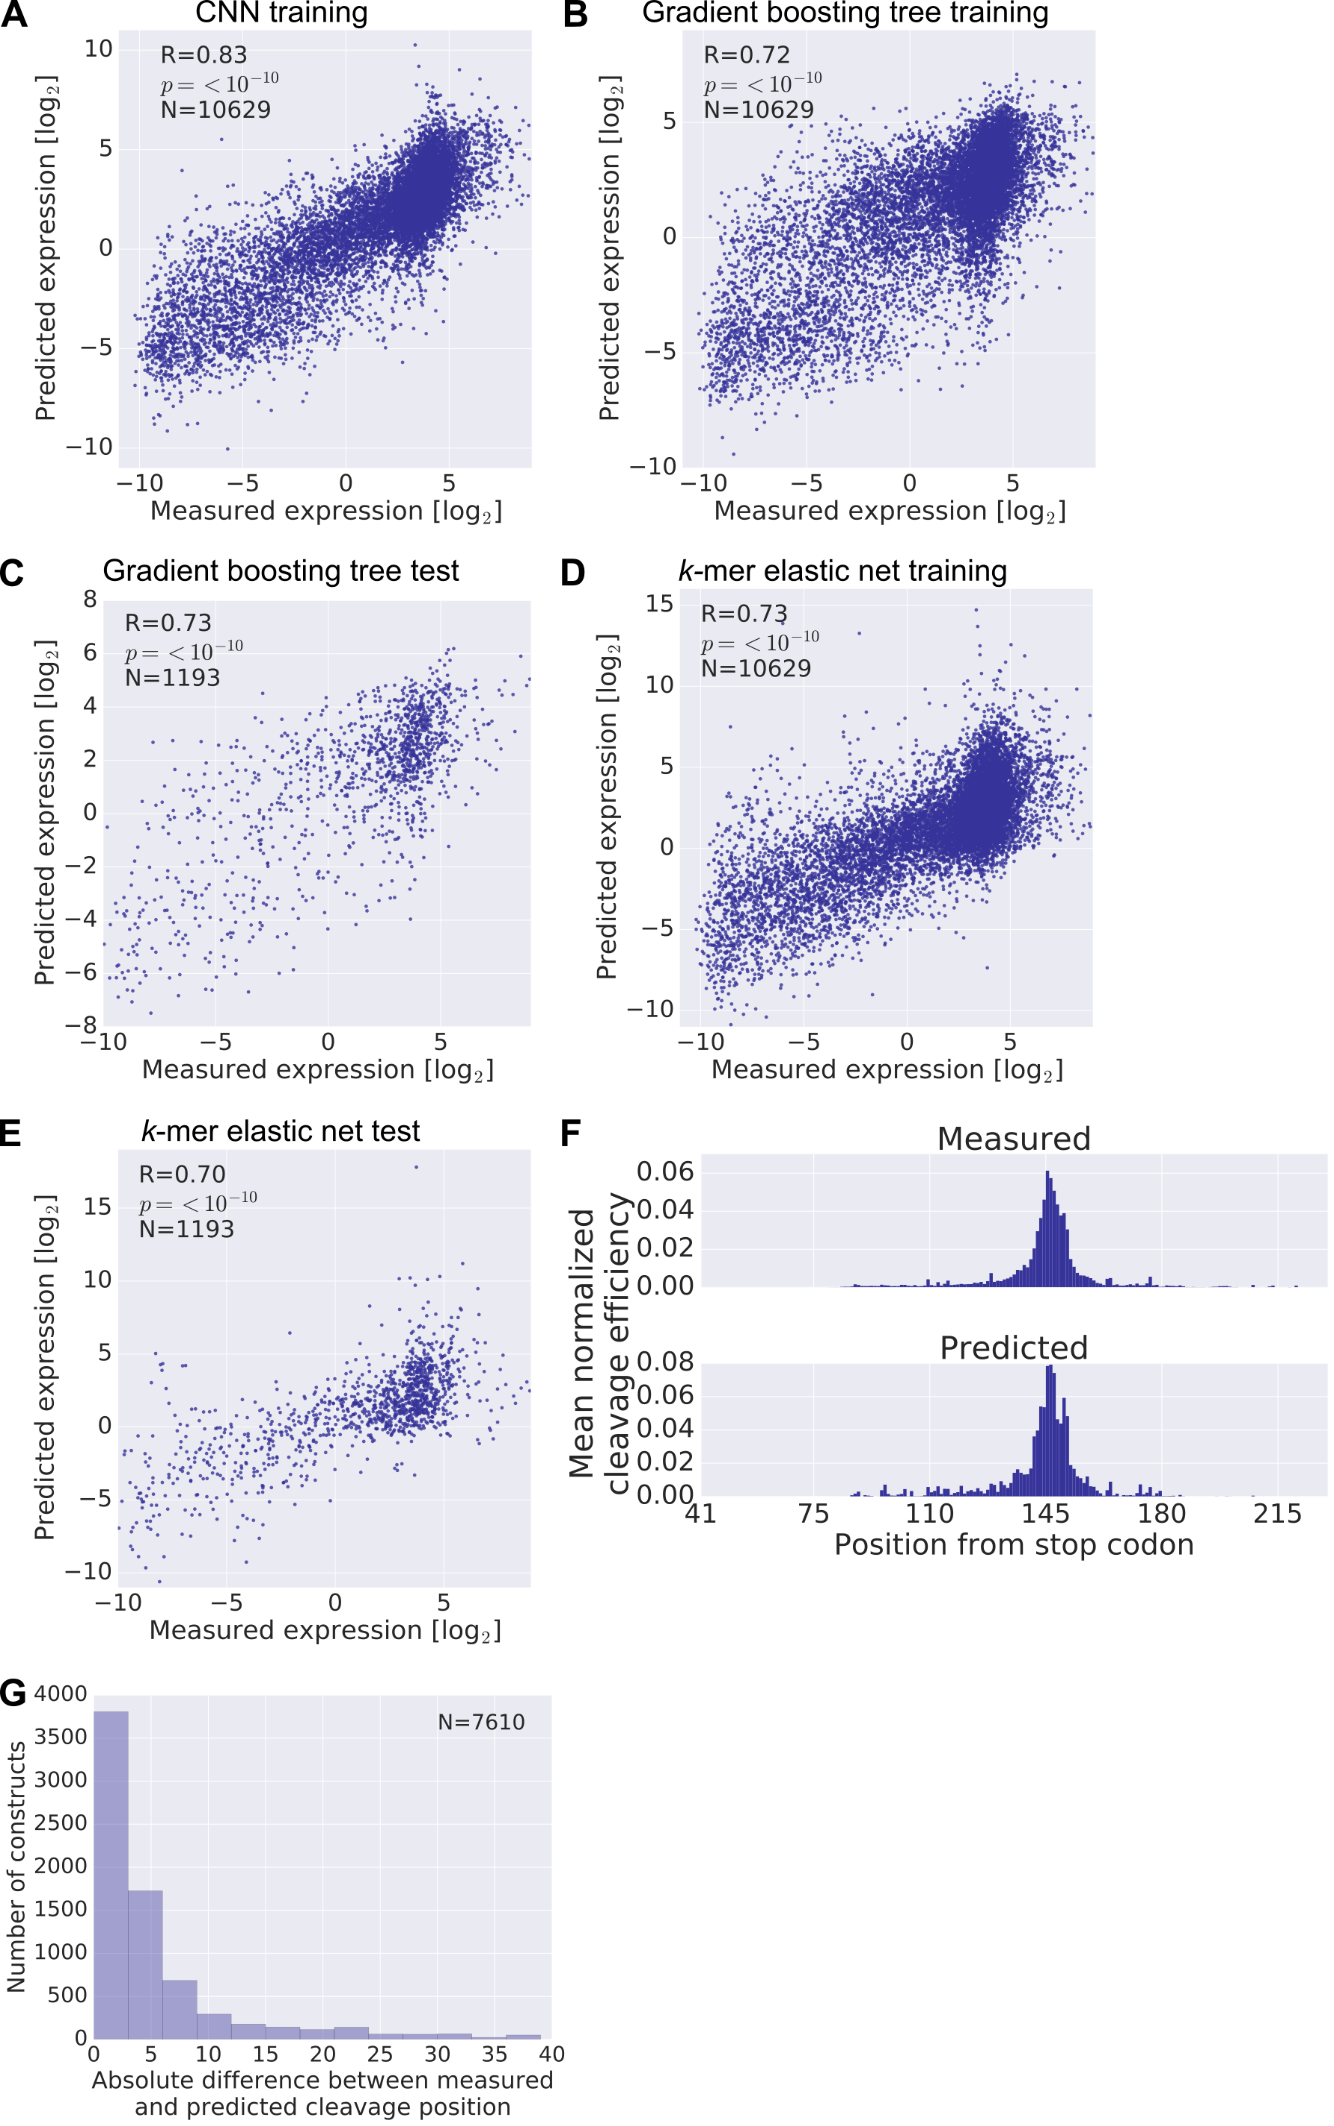 A
CNN training
10
5
0
−5
−10
Predicted expression [log2]
R=0.83
p = < 10−10
N=10629
−10 −5 0 5
Measured expression [log2]
B
Gradient boosting tree training
5
0
−5
−10
Predicted expression [log2]
R=0.72
p = < 10−10
N=10629
−10 −5 0 5
Measured expression [log2]
C
Gradient boosting tree test
8
6
4
2
0
−2
−4
−6
−8
Predicted expression [log2]
R=0.73
p = < 10−10
N=1193
−10 −5 0 5
Measured expression [log2]
D
k-mer elastic net training
15
10
5
0
−5
−10
Predicted expression [log2]
R=0.73
p = < 10−10
N=10629
−10 −5 0 5
Measured expression [log2]
E
k-mer elastic net test
15
10
5
0
−5
−10
Predicted expression [log2]
R=0.70
p = < 10−10
N=1193
−10 −5 0 5
Measured expression [log2]
F
Measured
0.06
0.04
0.02
0.00
Mean normalized
cleavage efficiency
Predicted
0.08
0.06
0.04
0.02
0.00
41 75 110 145 180 215
Position from stop codon
G
4000
3500
3000
2500
2000
1500
1000
500
0
Number of constructs
N=7610
0 5 10 15 20 25 30 35 40
Absolute difference between measured
and predicted cleavage position